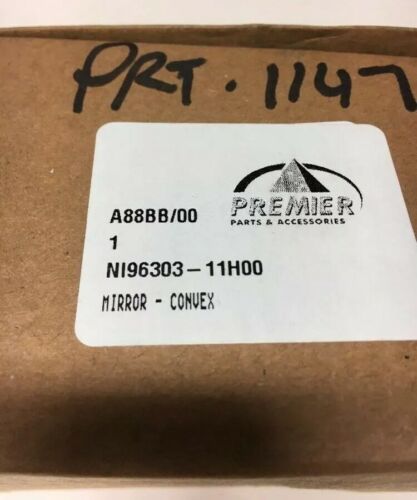 PRT. 1147
PREMIER
PARTS & ACCESSORIES
A88BB/00
1
NI96303-11H00
MIRROR - CONVEX